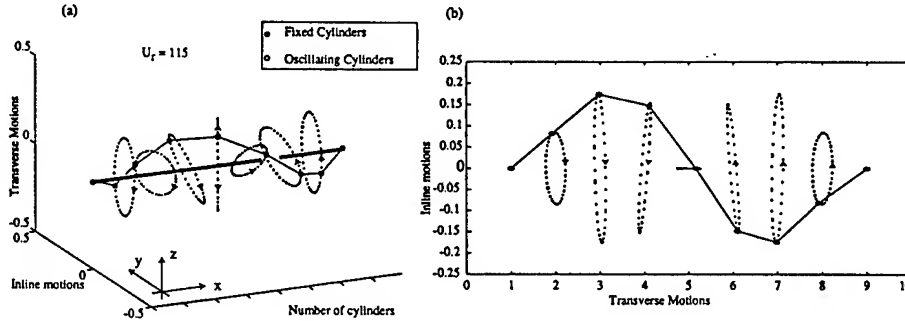 (a)
0.5
U_r = 115
Fixed Cylinders
Oscillating Cylinders
Transverse Motions
0
-0.5
0.5
Inline motions
0
-0.5
y
z
x
Number of cylinders
(b)
0.25
0.2
0.15
0.1
0.05
0
-0.05
-0.1
-0.15
-0.2
-0.25
Inline motions
0 1 2 3 4 5 6 7 8 9 10
Transverse Motions